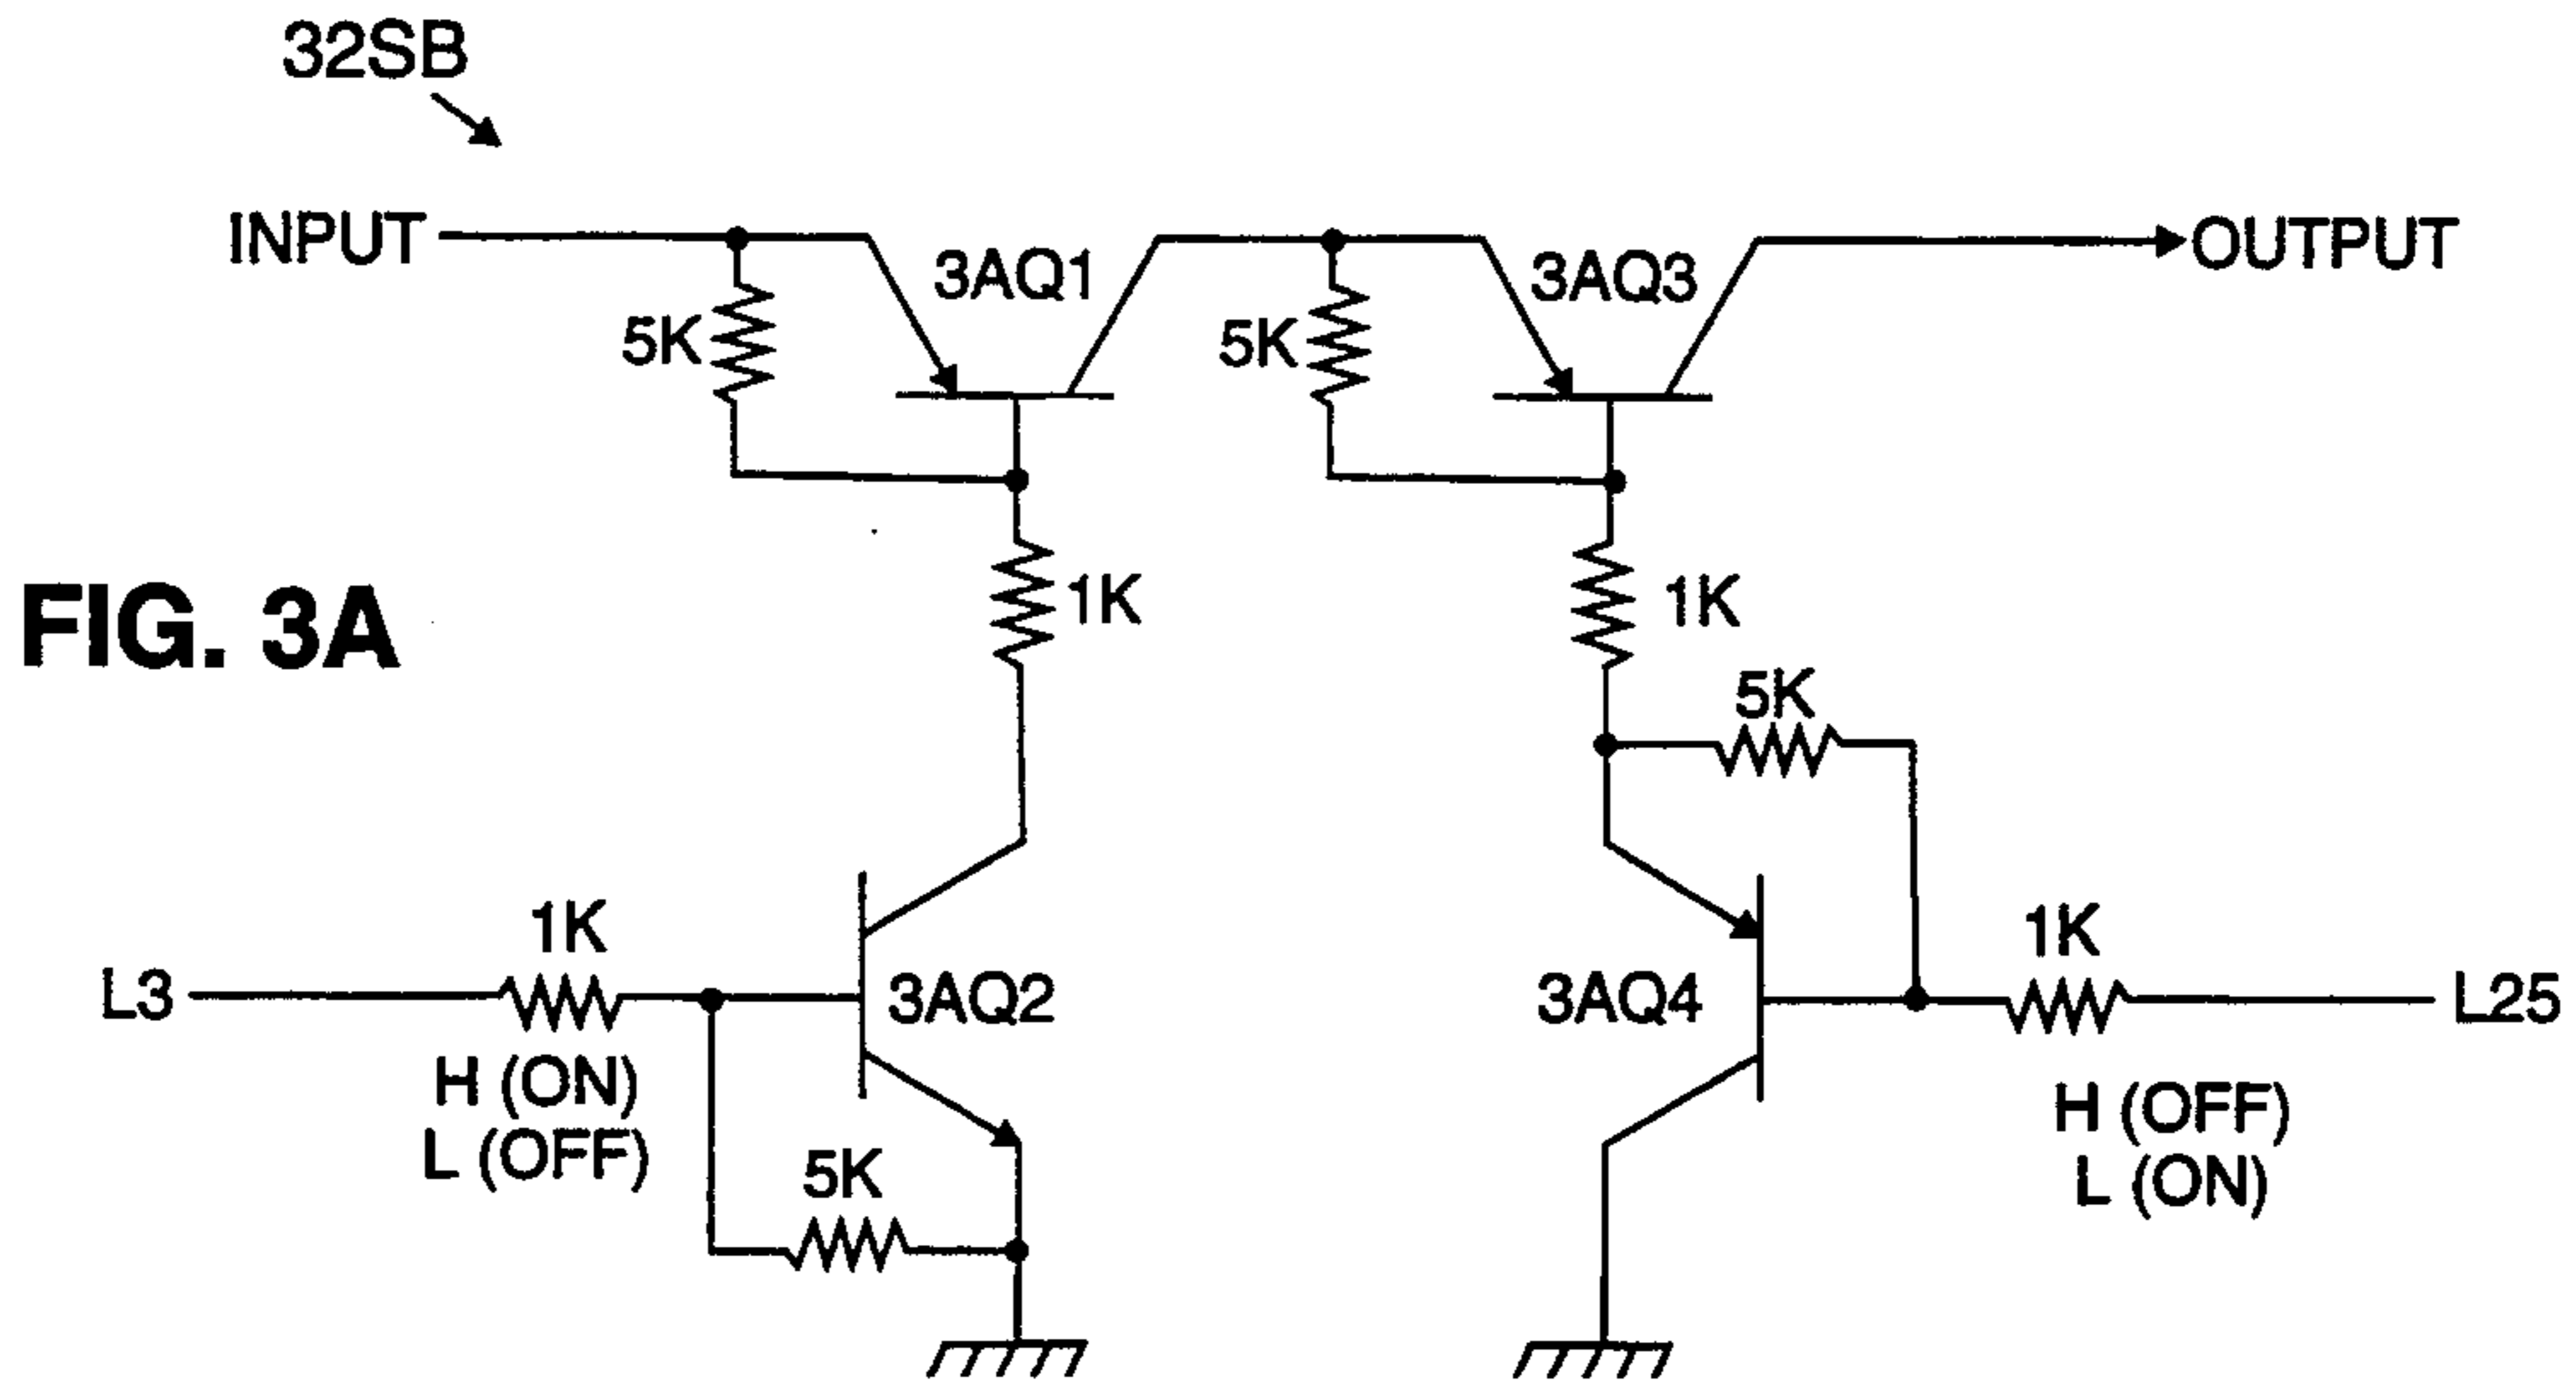 32SB
INPUT
3AQ1
3AQ3
OUTPUT
5K
5K
1K
1K
FIG. 3A
5K
1K
1K
L3
3AQ2
3AQ4
L25
H (ON)
L (OFF)
H (OFF)
L (ON)
5K